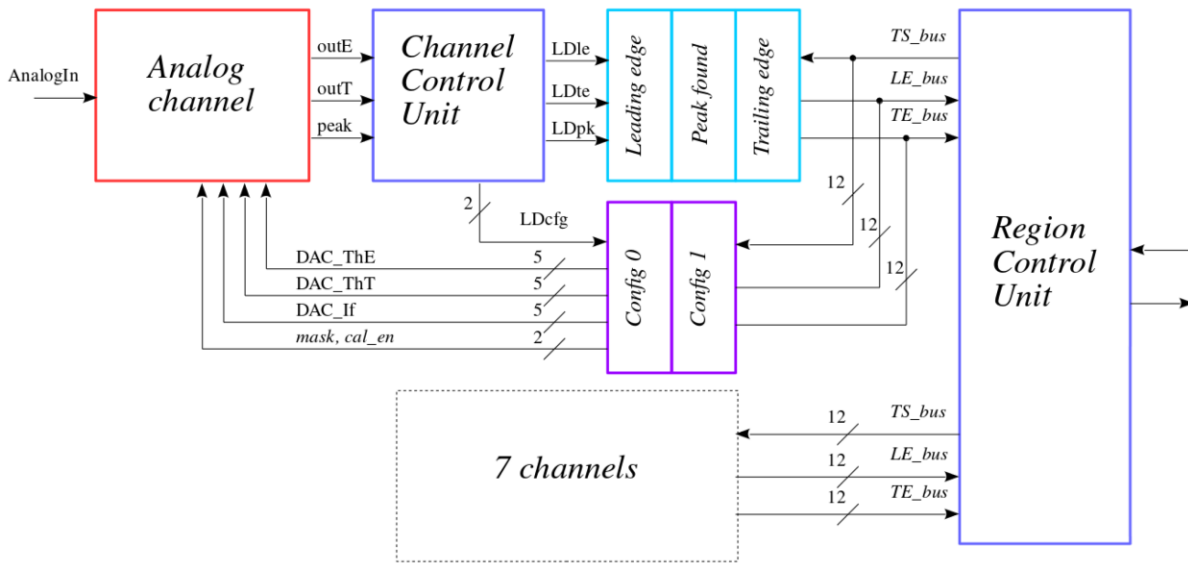 AnalogIn
Analog
channel
outE
outT
peak
Channel
Control
Unit
LDle
LDte
LDpk
Leading edge
Peak found
Trailing edge
TS_bus
LE_bus
TE_bus
12
12
12
2
LDcfg
Config 0
Config 1
DAC_ThE
5
DAC_ThT
5
DAC_If
5
mask, cal_en
2
Region
Control
Unit
7 channels
12
TS_bus
12
LE_bus
12
TE_bus